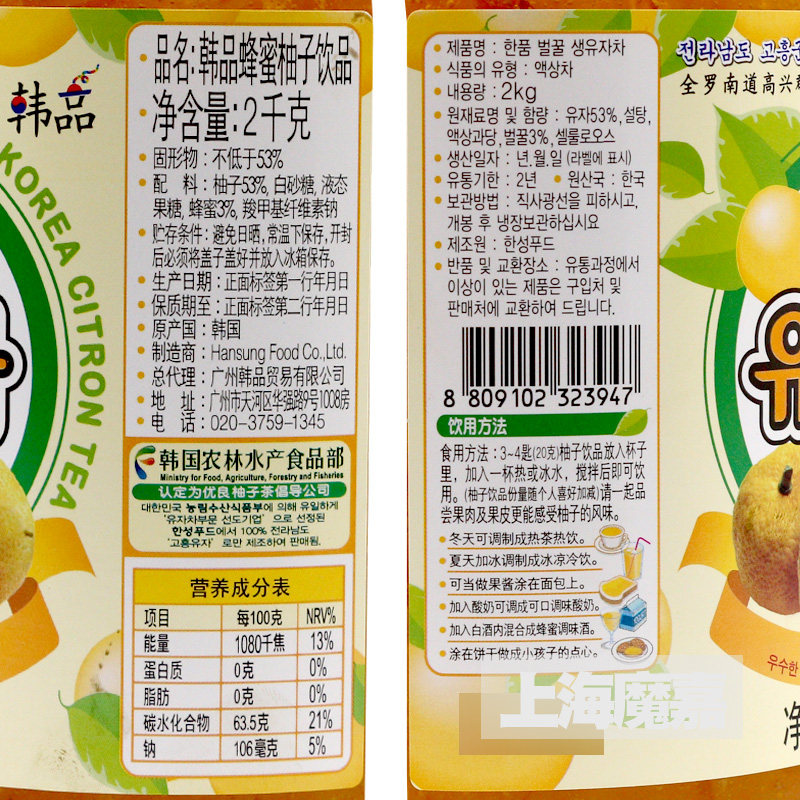 韩品
KOREA CITRON TEA
品名:韩品蜂蜜柚子饮品
净含量:2千克
固形物:不低于53%
配 料:柚子53%, 白砂糖, 液态
果糖, 蜂蜜3%, 羧甲基纤维素钠
贮存条件:避免日晒,常温下保存,开封
后必须将盖子盖好并放入冰箱保存。
生产日期:正面标签第一行年月日
保质期至:正面标签第二行年月日
原产国:韩国
制造商:Hansung Food Co.,Ltd.
总代理:广州韩品贸易有限公司
地 址:广州市天河区华强路9号1008房
电 话:020-3759-1345
韩国农林水产食品部
Ministry for Food, Agriculture, Forestry and Fisheries
认定为优良柚子茶倡导公司
대한민국 농림수산식품부에 의해 유일하게
'유자차부문 선도기업' 으로 선정된
한성푸드에서 100% 전라남도
'고흥유자' 로만 제조하여 판매됨.
营养成分表
项目 每100克 NRV%
能量 1080千焦 13%
蛋白质 0克 0%
脂肪 0克 0%
碳水化合物 63.5克 21%
钠 106毫克 5%
제품명 : 한품 벌꿀 생유자차
식품의 유형 : 액상차
내용량 : 2kg
원재료명 및 함량 : 유자53%, 설탕,
액상과당, 벌꿀3%, 셀룰로오스
생산일자 : 년.월.일 (라벨에 표시)
유통기한 : 2년 원산국 : 한국
보관방법 : 직사광선을 피하시고,
개봉 후 냉장보관하십시요
제조원 : 한성푸드
반품 및 교환장소 : 유통과정에서
이상이 있는 제품은 구입처 및
판매처에 교환하여 드립니다.
8 809102 323947
饮用方法
食用方法:3~4匙(20克)柚子饮品放入杯子
里,加入一杯热或冰水,搅拌后即可饮
用。(柚子饮品份量随个人喜好加减)请一起品
尝果肉及果皮更能感受柚子的风味。
冬天可调制成热茶热饮。
夏天加冰调制成冰凉冷饮。
可当做果酱涂在面包上。
加入酸奶可调成可口调味酸奶。
加入白酒内混合成蜂蜜调味酒。
涂在饼干做成小孩子的点心。
전라남도 고흥군
全罗南道高兴
유
우수한
净
上海魔